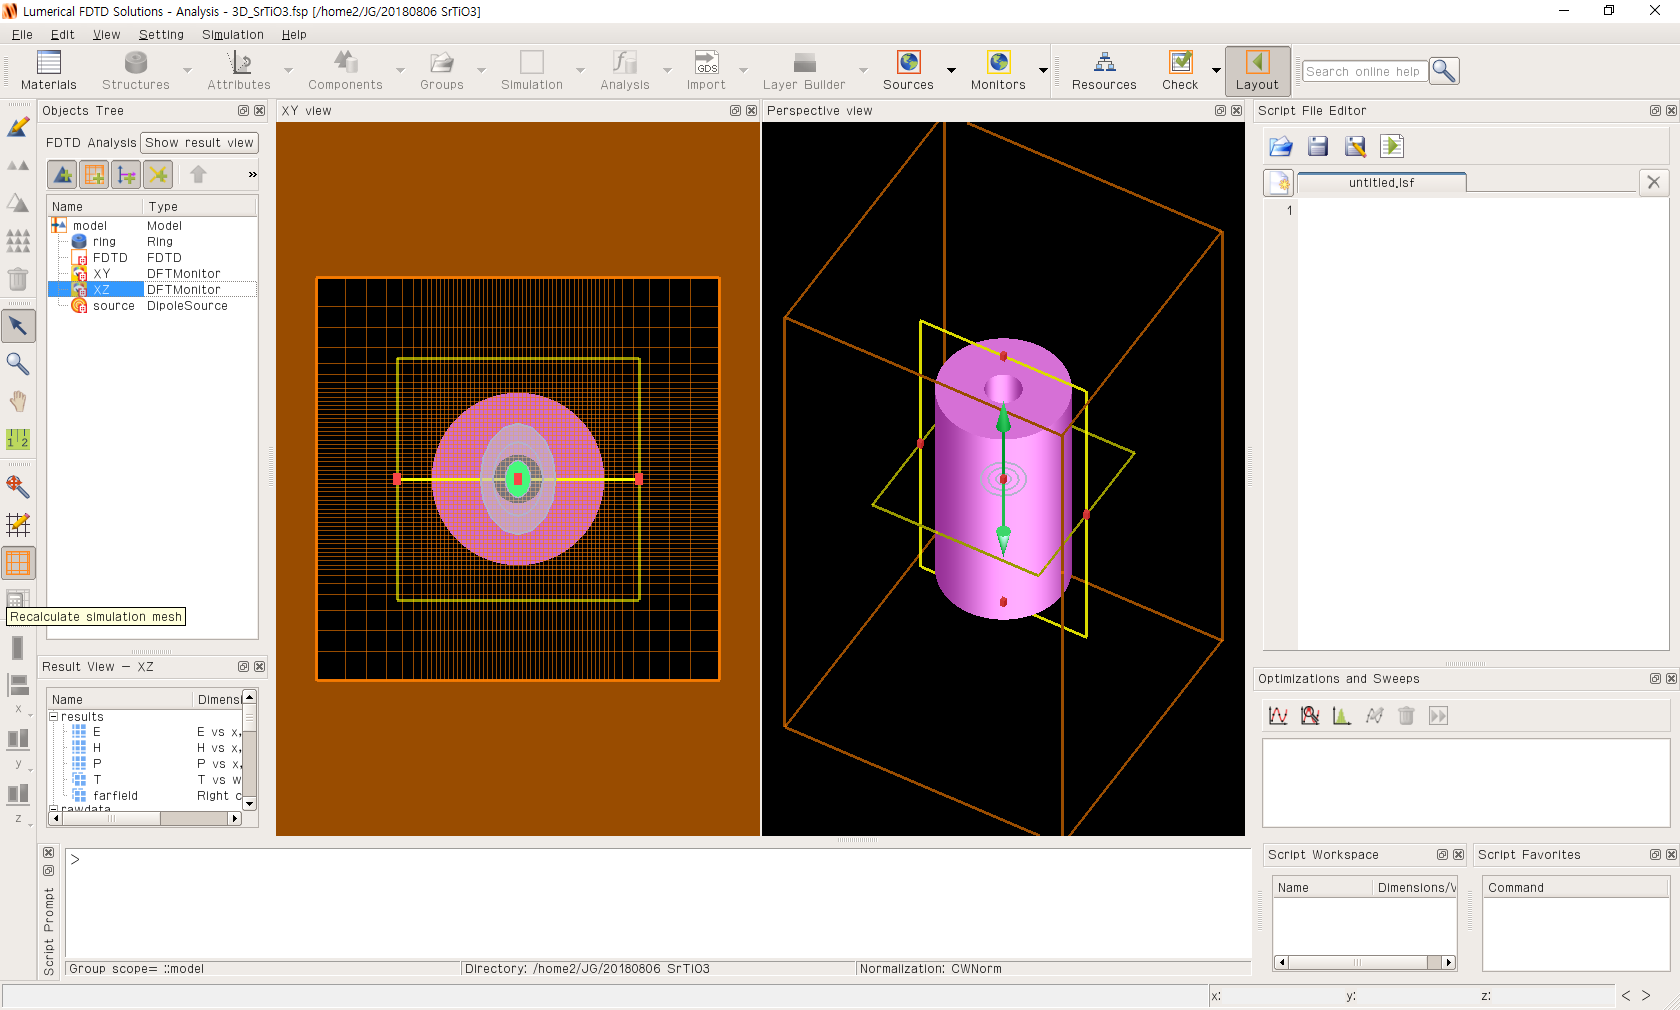 Lumerical FDTD Solutions - Analysis - 3D_SrTiO3.fsp [/home2/JG/20180806 SrTiO3]
File Edit View Setting Simulation Help
Materials Structures Attributes Components Groups Simulation Analysis Import Layer Builder Sources Monitors Resources Check Layout Search online help
GDS
Objects Tree
FDTD Analysis Show result view
»
Name Type
model Model
ring Ring
FDTD FDTD
XY DFTMonitor
XZ DFTMonitor
source DipoleSource
1 2
Recalculate simulation mesh
Result View - XZ
Name Dimensi
results
E E vs x,
H H vs x,
P P vs x,
T T vs w
farfield Right c
rawdata
x
y
z
XY view
Perspective view
Script File Editor
untitled.lsf
1
Optimizations and Sweeps
Script Workspace
Name Dimensions/V
Script Favorites
Command
Script Prompt
>
Group scope= ::model
Directory: /home2/JG/20180806 SrTiO3
Normalization: CWNorm
x: y: z: < >